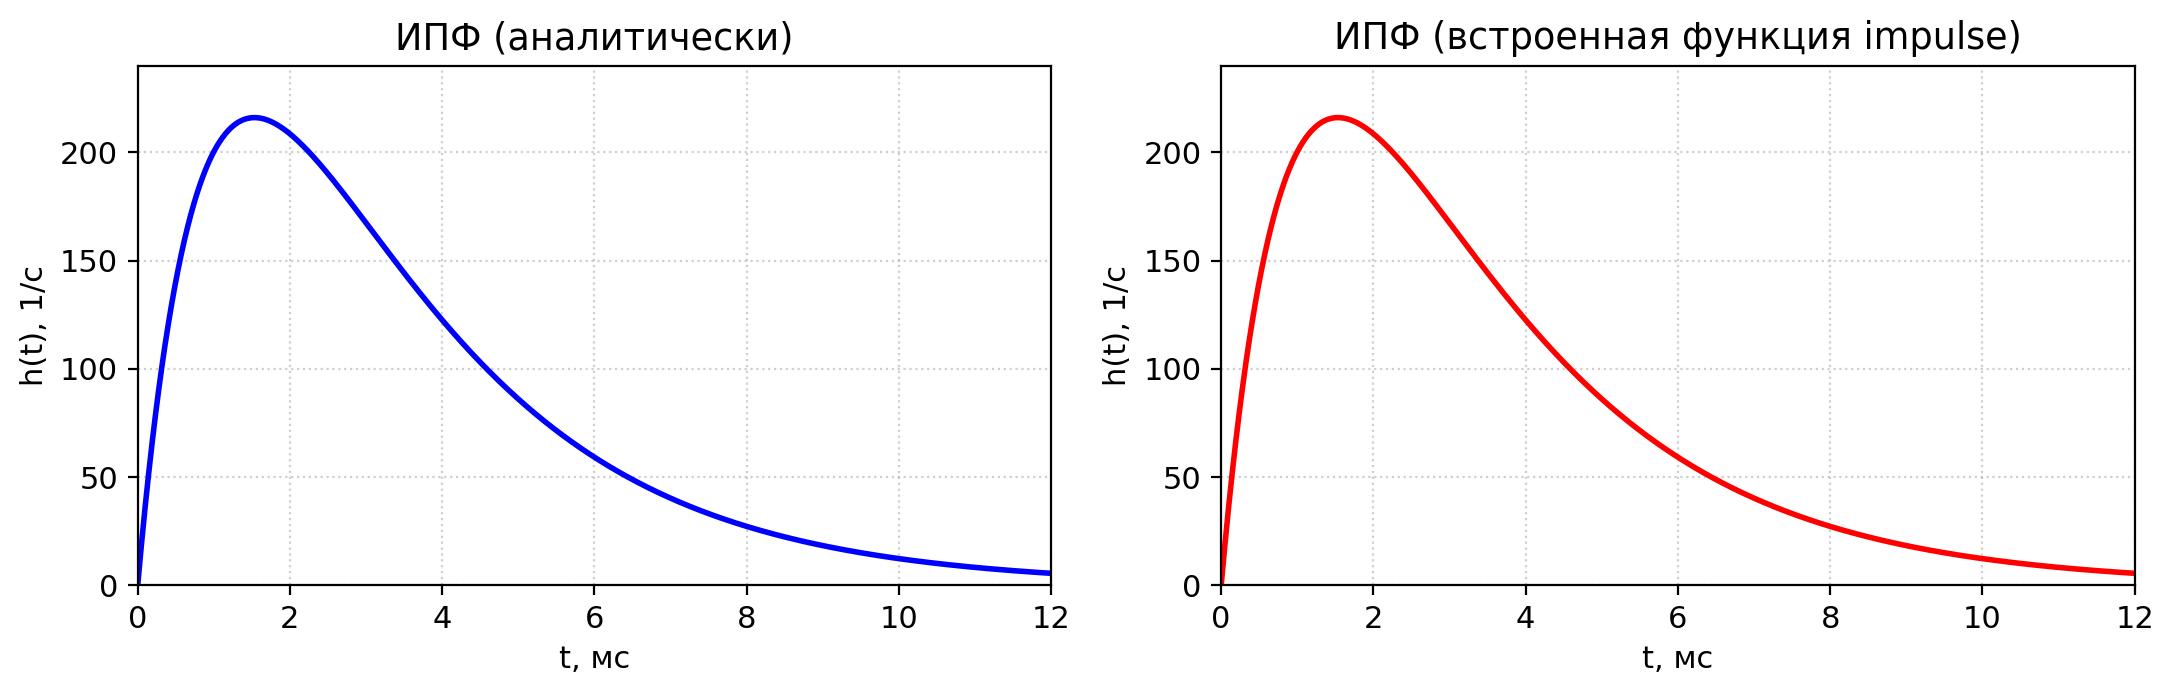 ИПФ (аналитически)
h(t), 1/с
200
150
100
50
0
0 2 4 6 8 10 12
t, мс
ИПФ (встроенная функция impulse)
h(t), 1/с
200
150
100
50
0
0 2 4 6 8 10 12
t, мс